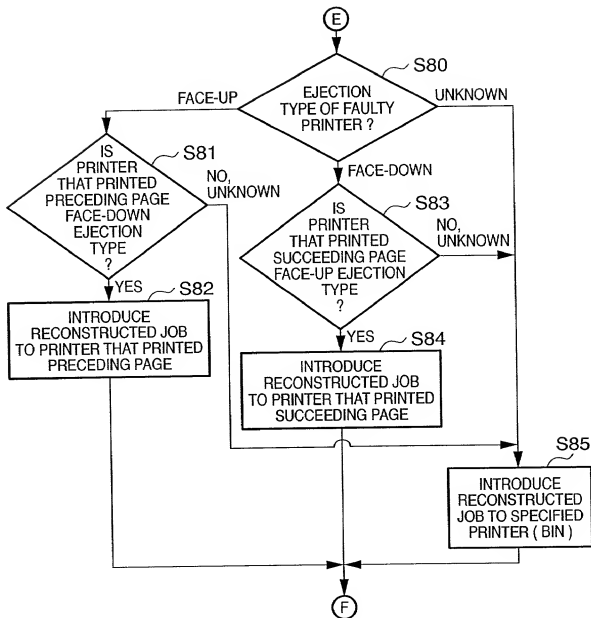 E
S80
EJECTION
TYPE OF FAULTY
PRINTER ?
FACE-UP
UNKNOWN
FACE-DOWN
S81
IS
PRINTER
THAT PRINTED
PRECEDING PAGE
FACE-DOWN
EJECTION
TYPE
?
NO,
UNKNOWN
YES
S83
IS
PRINTER
THAT PRINTED
SUCCEEDING PAGE
FACE-UP EJECTION
TYPE
?
NO,
UNKNOWN
YES
S82
INTRODUCE
RECONSTRUCTED JOB
TO PRINTER THAT PRINTED
PRECEDING PAGE
S84
INTRODUCE
RECONSTRUCTED JOB
TO PRINTER THAT PRINTED
SUCCEEDING PAGE
S85
INTRODUCE
RECONSTRUCTED
JOB TO SPECIFIED
PRINTER ( BIN )
F